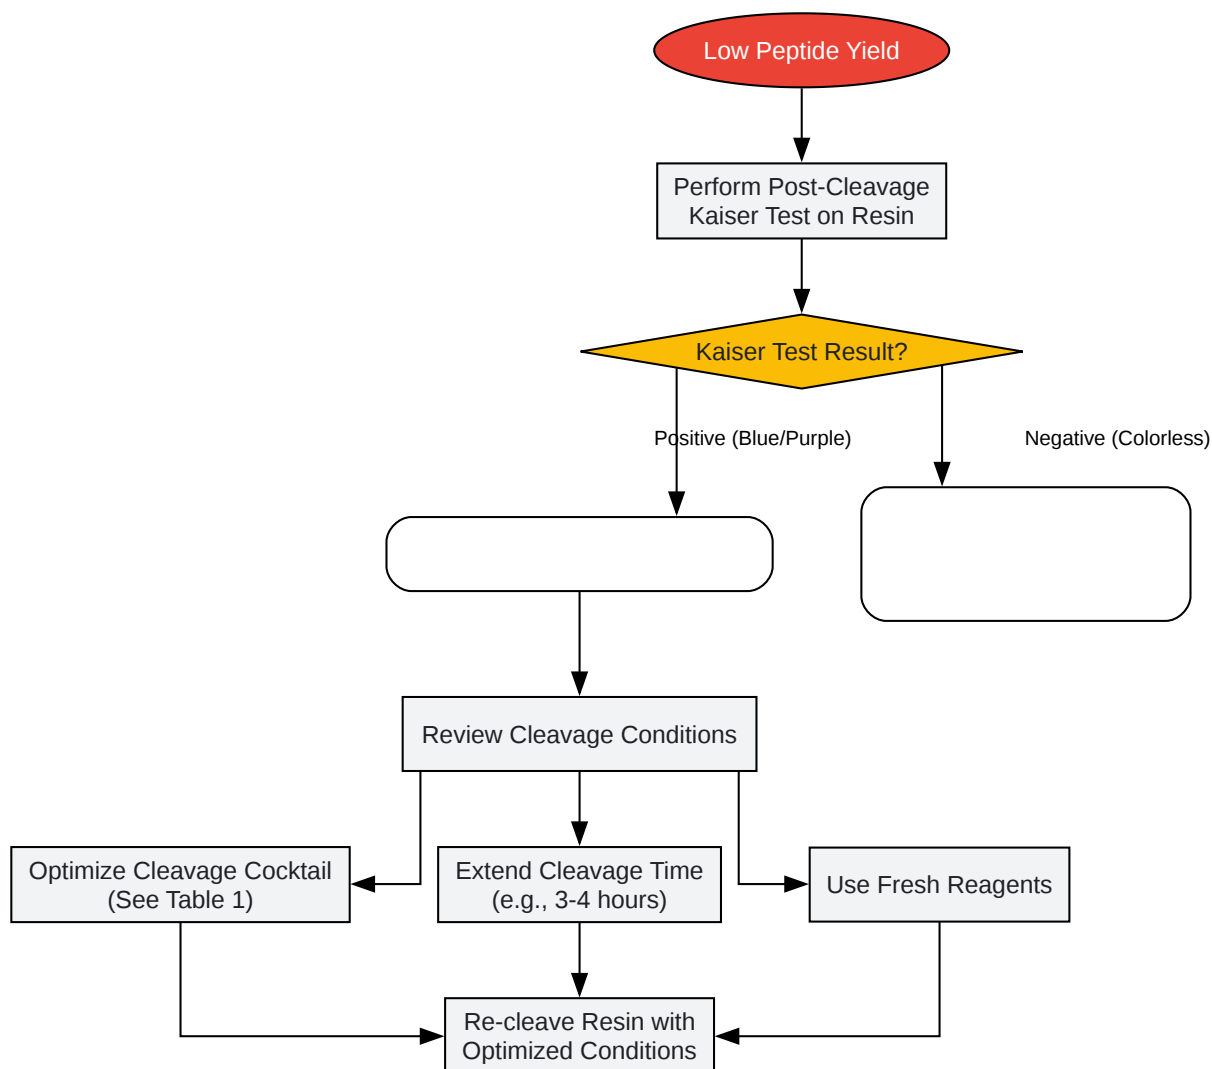 Low Peptide Yield
Perform Post-Cleavage
Kaiser Test on Resin
Kaiser Test Result?
Positive (Blue/Purple)
Negative (Colorless)
Review Cleavage Conditions
Optimize Cleavage Cocktail
(See Table 1)
Extend Cleavage Time
(e.g., 3-4 hours)
Use Fresh Reagents
Re-cleave Resin with
Optimized Conditions